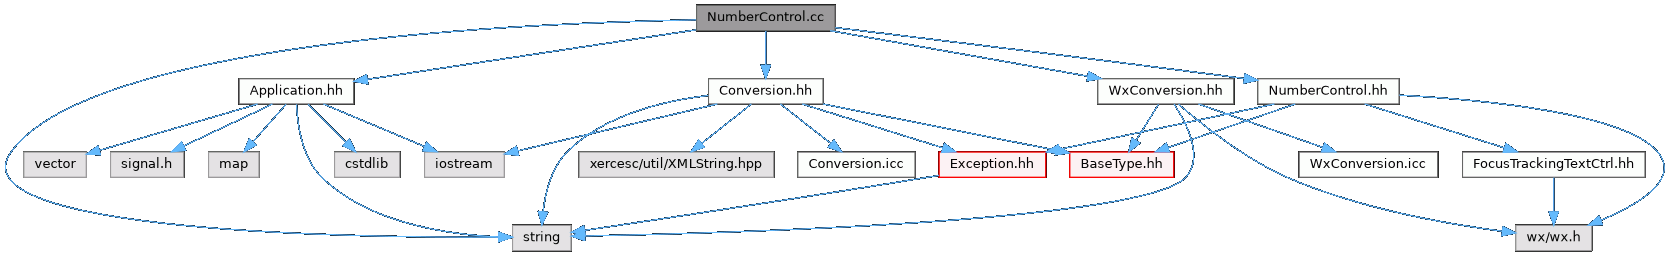 NumberControl.cc
Application.hh
Conversion.hh
WxConversion.hh
NumberControl.hh
vector
signal.h
map
cstdlib
iostream
xercesc/util/XMLString.hpp
Conversion.icc
Exception.hh
BaseType.hh
WxConversion.icc
FocusTrackingTextCtrl.hh
string
wx/wx.h